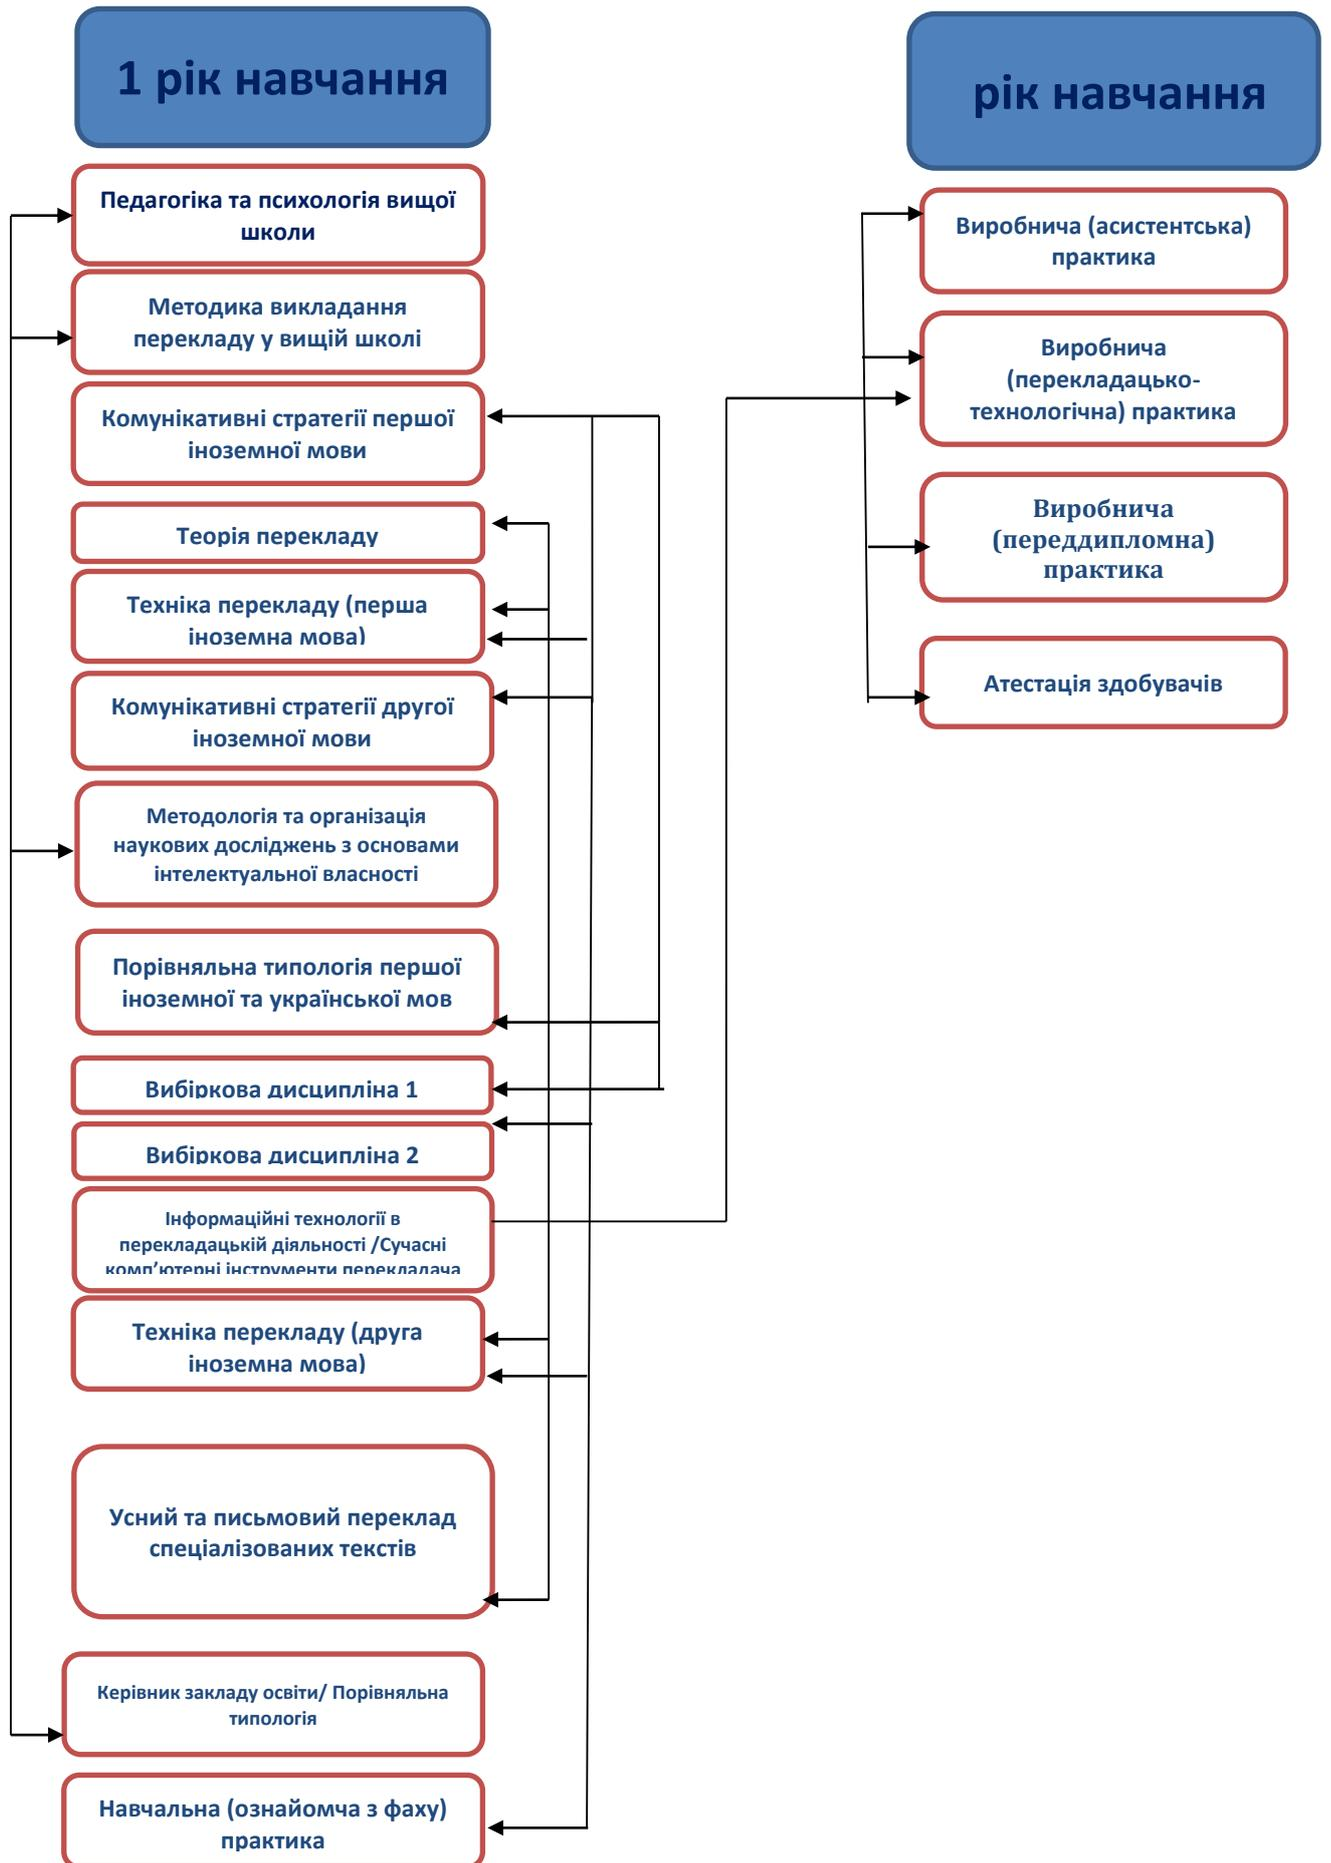 1 рік навчання
Педагогіка та психологія вищої
школи
Методика викладання
перекладу у вищій школі
Комунікативні стратегії першої
іноземної мови
Теорія перекладу
Техніка перекладу (перша
іноземна мова)
Комунікативні стратегії другої
іноземної мови
Методологія та організація
наукових досліджень з основами
інтелектуальної власності
Порівняльна типологія першої
іноземної та української мов
Вибіркова дисципліна 1
Вибіркова дисципліна 2
Інформаційні технології в
перекладацькій діяльності /Сучасні
комп’ютерні інструменти перекладача
Техніка перекладу (друга
іноземна мова)
Усний та письмовий переклад
спеціалізованих текстів
Керівник закладу освіти/ Порівняльна
типологія
Навчальна (ознайомча з фаху)
практика
рік навчання
Виробнича (асистентська)
практика
Виробнича
(перекладацько-
технологічна) практика
Виробнича
(переддипломна)
практика
Атестація здобувачів